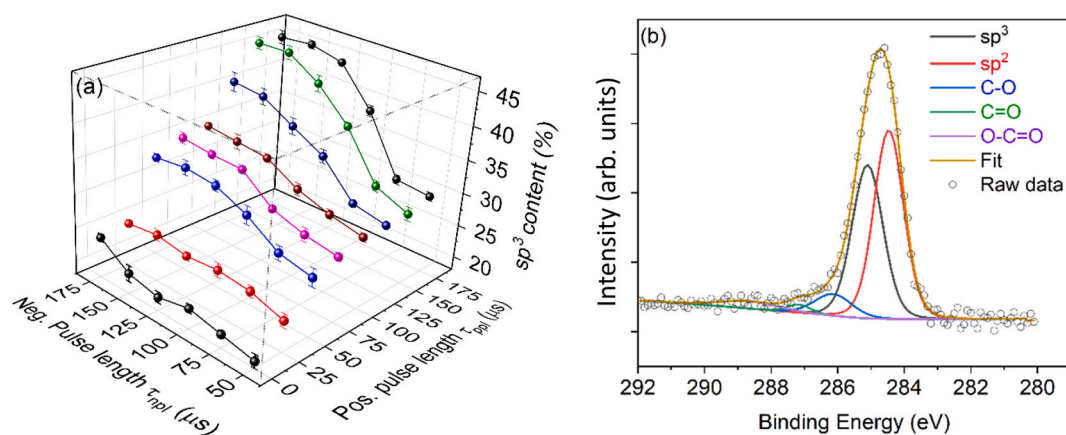 (a)
45
40
35
30
25
20
sp³ content (%)
175
150
125
100
75
50
25
0
Pos. pulse length τppl (μs)
175
150
125
100
75
50
Neg. Pulse length τnpl (μs)
(b)
sp³
sp²
C-O
C=O
O-C=O
Fit
Raw data
Intensity (arb. units)
292 290 288 286 284 282 280
Binding Energy (eV)